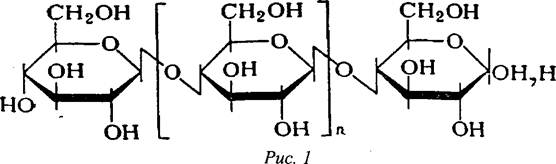 CH₂OH CH₂OH CH₂OH
O O O
OH O OH O OH OH,H
HO
OH OH n OH
Рис. 1